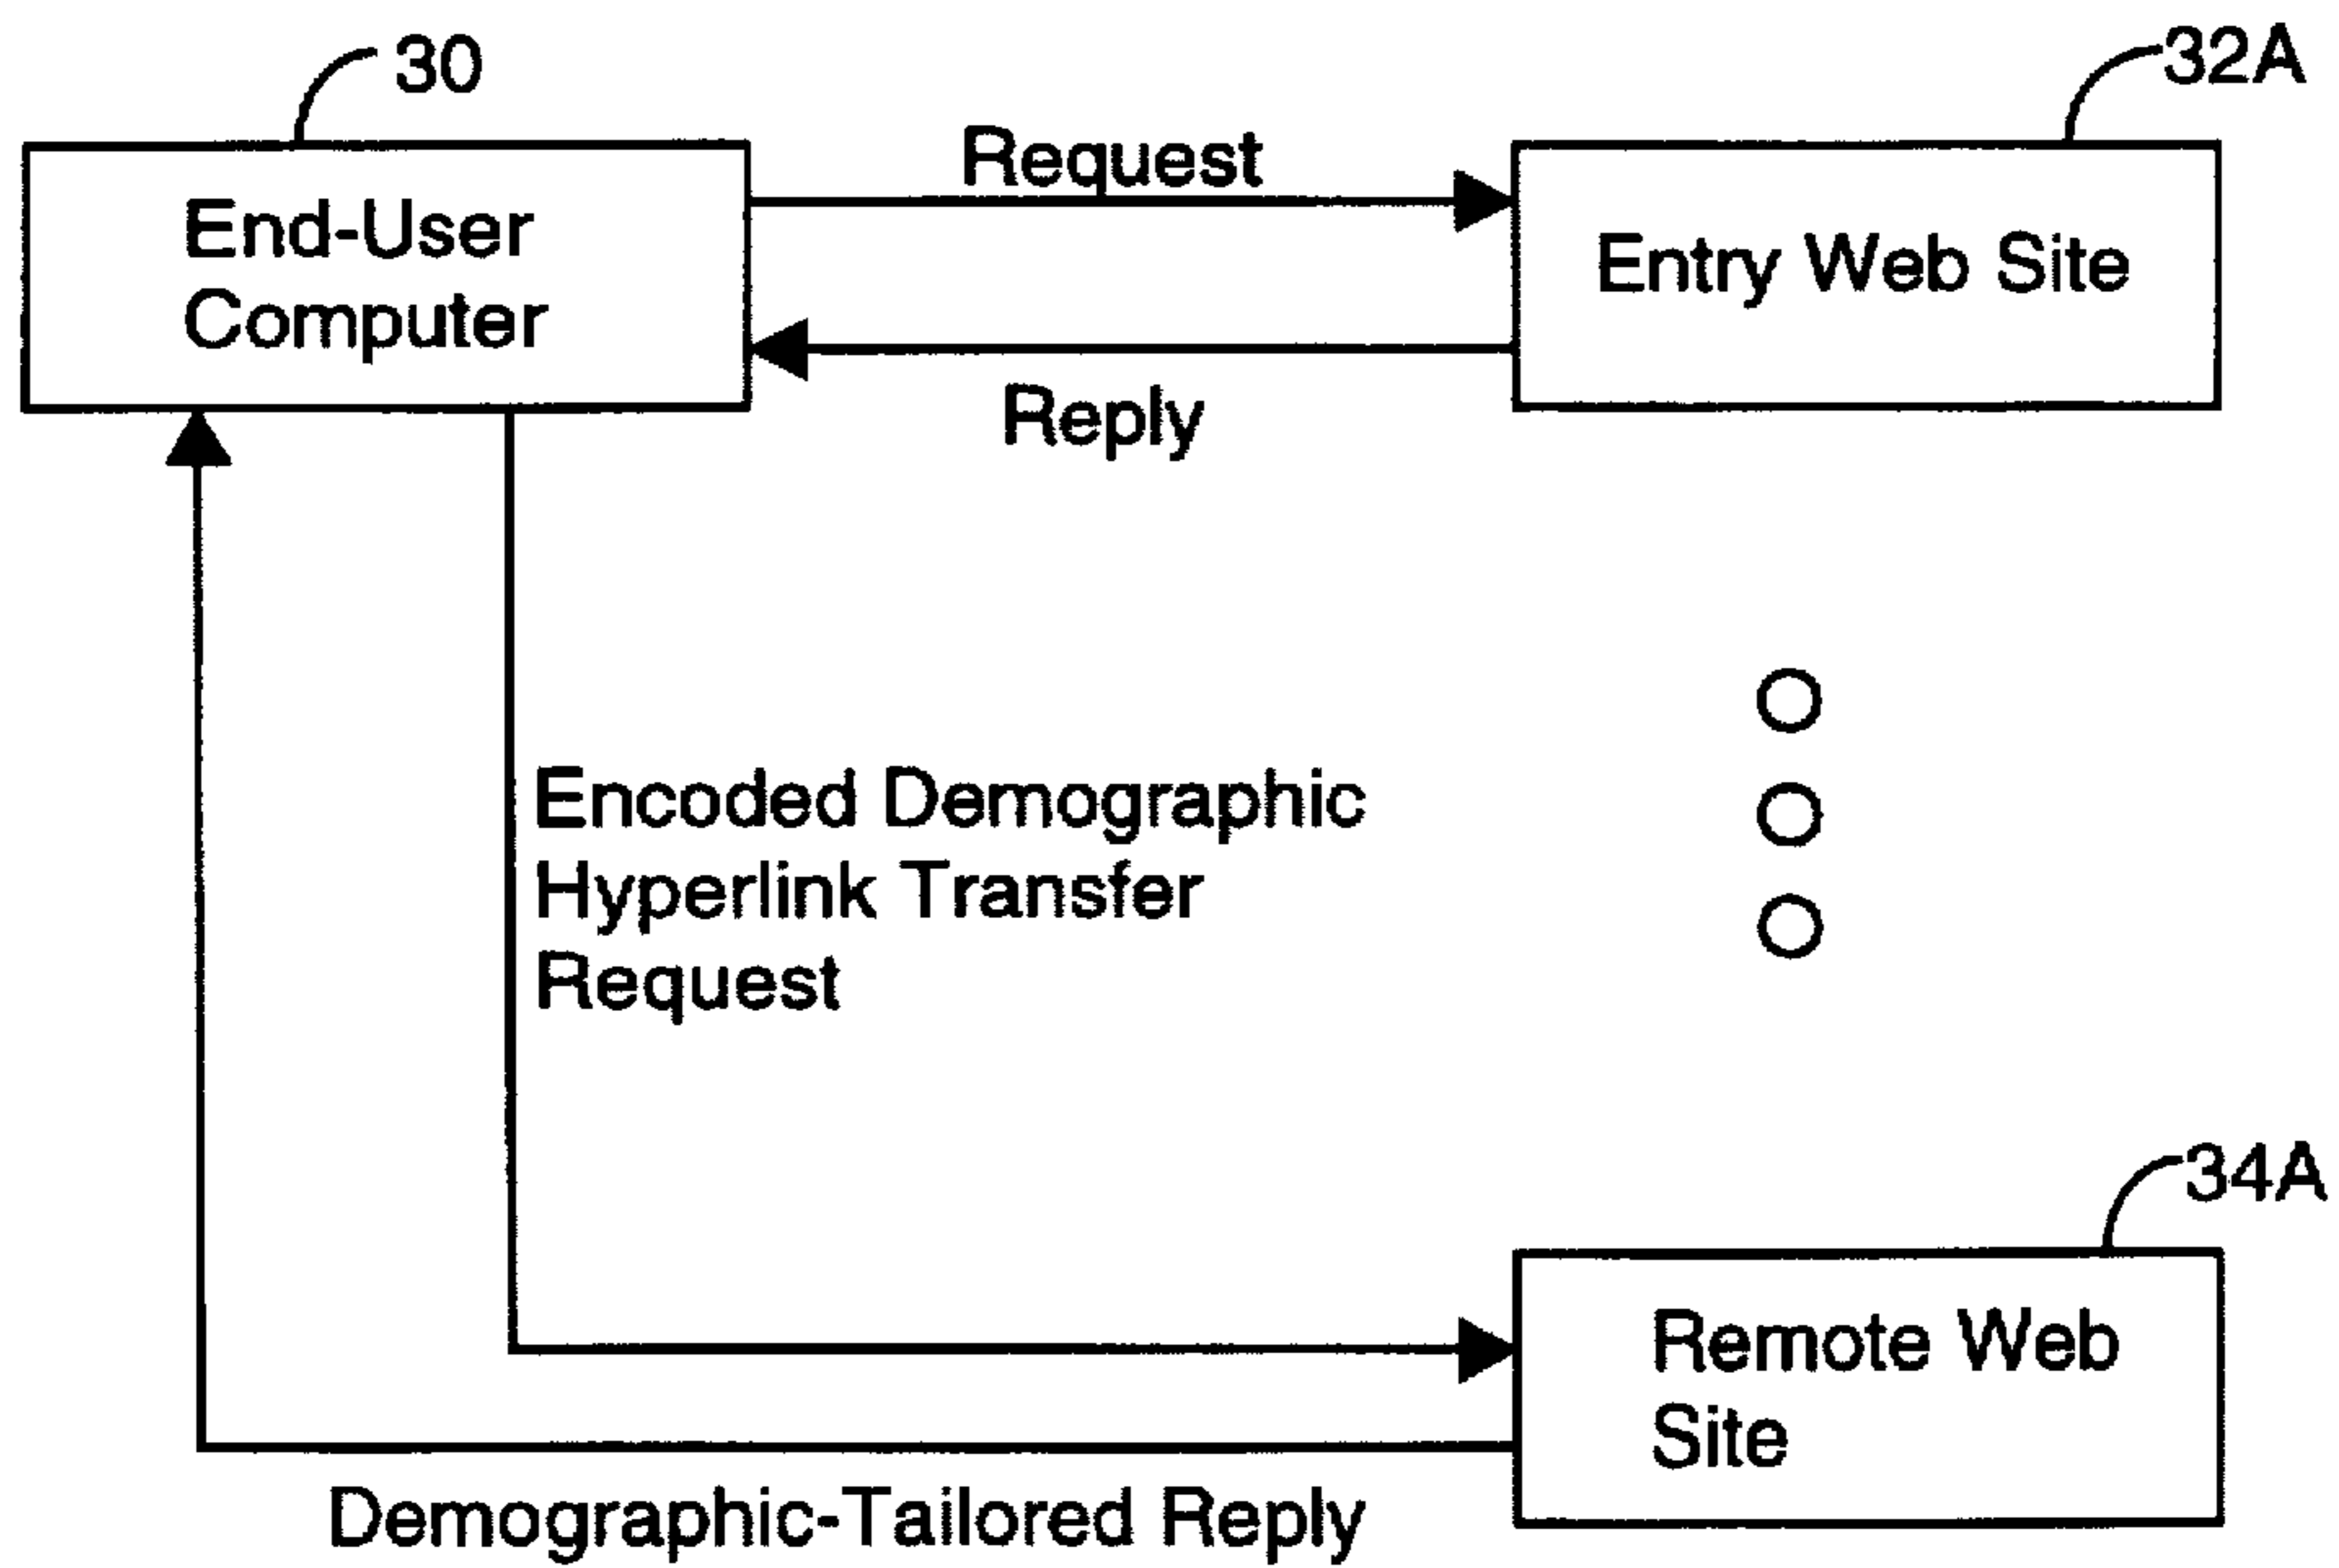 30
32A
Request
End-User
Computer
Entry Web Site
Reply
Encoded Demographic
Hyperlink Transfer
Request
34A
Remote Web
Site
Demographic-Tailored Reply